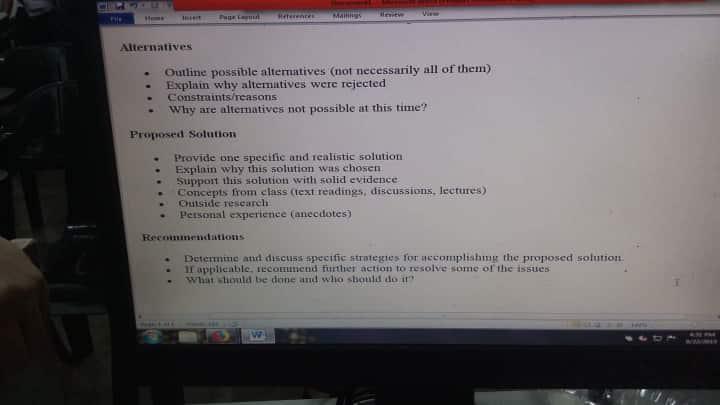 File Home Insert Page Layout References Mailings Review View
Alternatives
• Outline possible alternatives (not necessarily all of them)
• Explain why alternatives were rejected
• Constraints/reasons
• Why are alternatives not possible at this time?
Proposed Solution
• Provide one specific and realistic solution
• Explain why this solution was chosen
• Support this solution with solid evidence
• Concepts from class (text readings, discussions, lectures)
• Outside research
• Personal experience (anecdotes)
Recommendations
• Determine and discuss specific strategies for accomplishing the proposed solution.
• If applicable, recommend further action to resolve some of the issues
• What should be done and who should do it?
W
4:32 PM